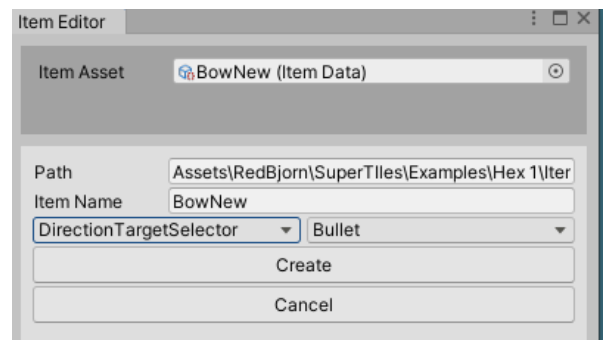 Item Editor
Item Asset BowNew (Item Data)
Path Assets\RedBjorn\SuperTIles\Examples\Hex 1\Iter
Item Name BowNew
DirectionTargetSelector Bullet
Create
Cancel